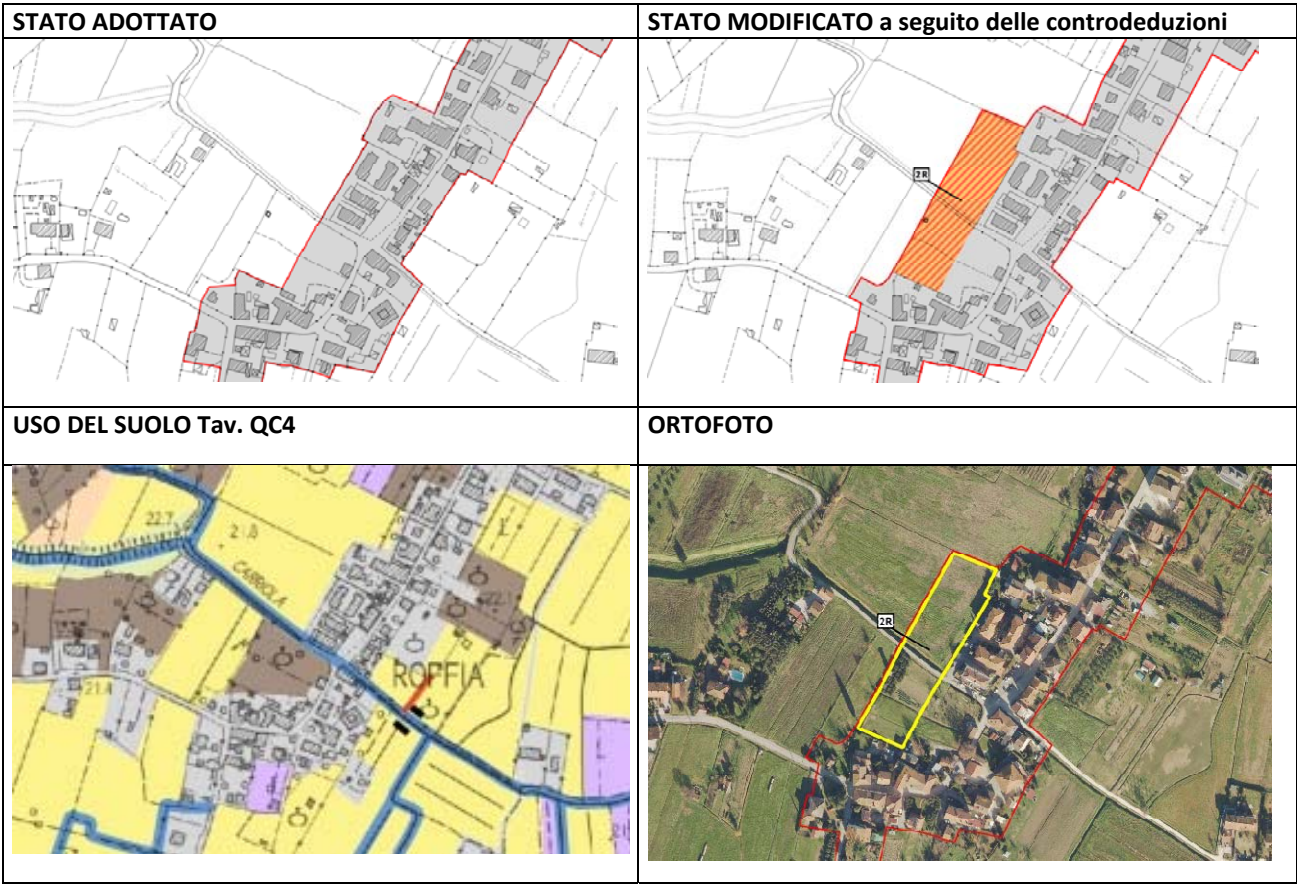 STATO ADOTTATO
STATO MODIFICATO a seguito delle controdeduzioni
2R
USO DEL SUOLO Tav. QC4
ORTOFOTO
22.7
21.8
ROFFIA
21.4
2R